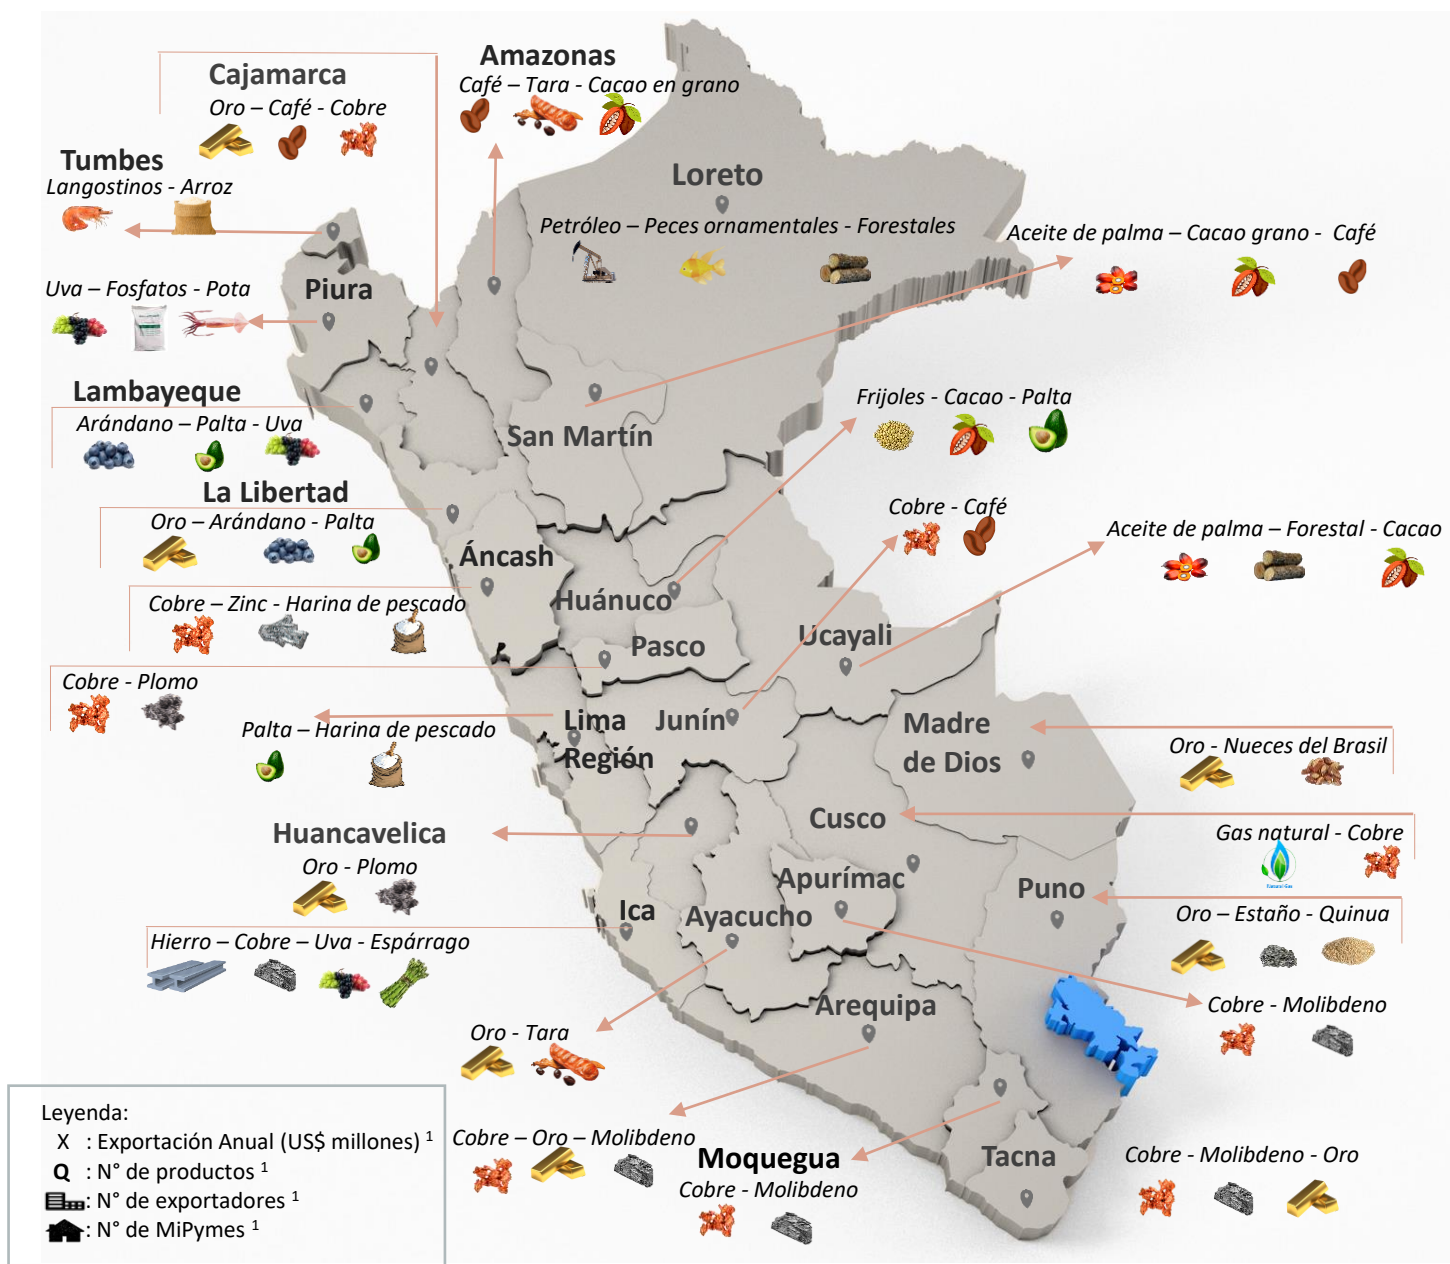 Amazonas
Café – Tara - Cacao en grano
Cajamarca
Oro – Café - Cobre
Tumbes
Langostinos - Arroz
Loreto
Petróleo – Peces ornamentales - Forestales
Aceite de palma – Cacao grano - Café
Uva – Fosfatos - Pota
Piura
Lambayeque
Arándano – Palta - Uva
San Martín
Frijoles - Cacao - Palta
La Libertad
Oro – Arándano - Palta
Cobre - Café
Aceite de palma – Forestal - Cacao
Áncash
Cobre – Zinc - Harina de pescado
Huánuco
Pasco
Ucayali
Cobre - Plomo
Palta – Harina de pescado
Lima
Región
Junín
Madre
de Dios
Oro - Nueces del Brasil
Cusco
Gas natural - Cobre
Natural Gas
Huancavelica
Oro - Plomo
Apurímac
Puno
Ica
Ayacucho
Oro – Estaño - Quinua
Hierro – Cobre – Uva - Espárrago
Arequipa
Cobre - Molibdeno
Oro - Tara
Cobre – Oro – Molibdeno
Moquegua
Cobre - Molibdeno
Tacna
Cobre - Molibdeno - Oro
Leyenda:
X : Exportación Anual (US$ millones) 1
Q : N° de productos 1
: N° de exportadores 1
: N° de MiPymes 1